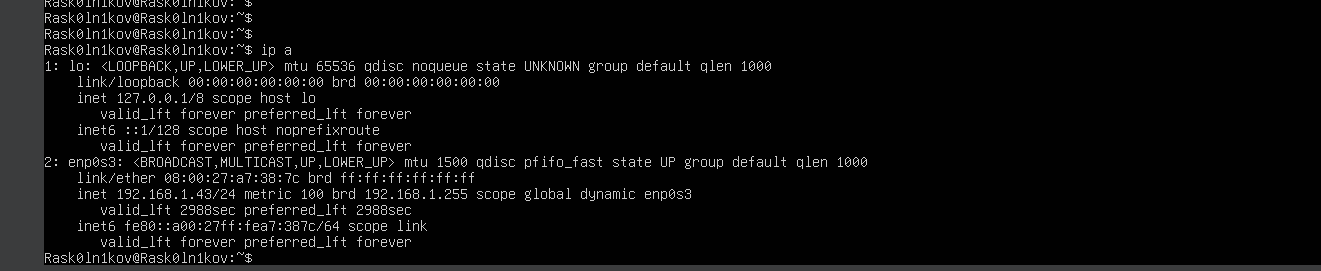 Rask0ln1kov@Rask0ln1kov:~$
Rask0ln1kov@Rask0ln1kov:~$
Rask0ln1kov@Rask0ln1kov:~$
Rask0ln1kov@Rask0ln1kov:~$ ip a
1: lo: <LOOPBACK,UP,LOWER_UP> mtu 65536 qdisc noqueue state UNKNOWN group default qlen 1000
    link/loopback 00:00:00:00:00:00 brd 00:00:00:00:00:00
    inet 127.0.0.1/8 scope host lo
       valid_lft forever preferred_lft forever
    inet6 ::1/128 scope host noprefixroute
       valid_lft forever preferred_lft forever
2: enp0s3: <BROADCAST,MULTICAST,UP,LOWER_UP> mtu 1500 qdisc pfifo_fast state UP group default qlen 1000
    link/ether 08:00:27:a7:38:7c brd ff:ff:ff:ff:ff:ff
    inet 192.168.1.43/24 metric 100 brd 192.168.1.255 scope global dynamic enp0s3
       valid_lft 2988sec preferred_lft 2988sec
    inet6 fe80::a00:27ff:fea7:387c/64 scope link
       valid_lft forever preferred_lft forever
Rask0ln1kov@Rask0ln1kov:~$